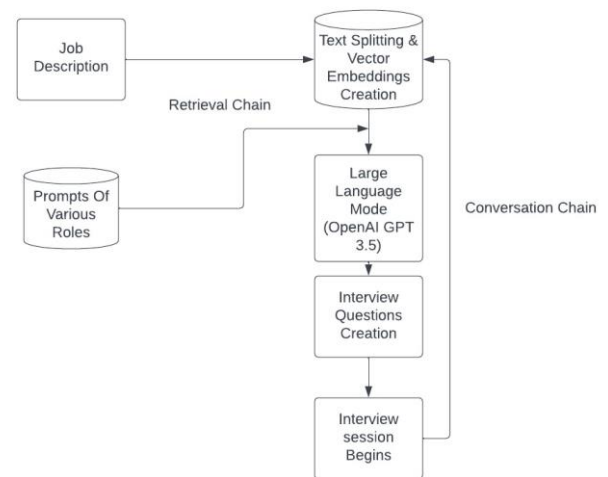 Job
Description
Text Splitting &
Vector
Embeddings
Creation
Retrieval Chain
Prompts Of
Various
Roles
Large
Language
Mode
(OpenAI GPT
3.5)
Conversation Chain
Interview
Questions
Creation
Interview
session
Begins